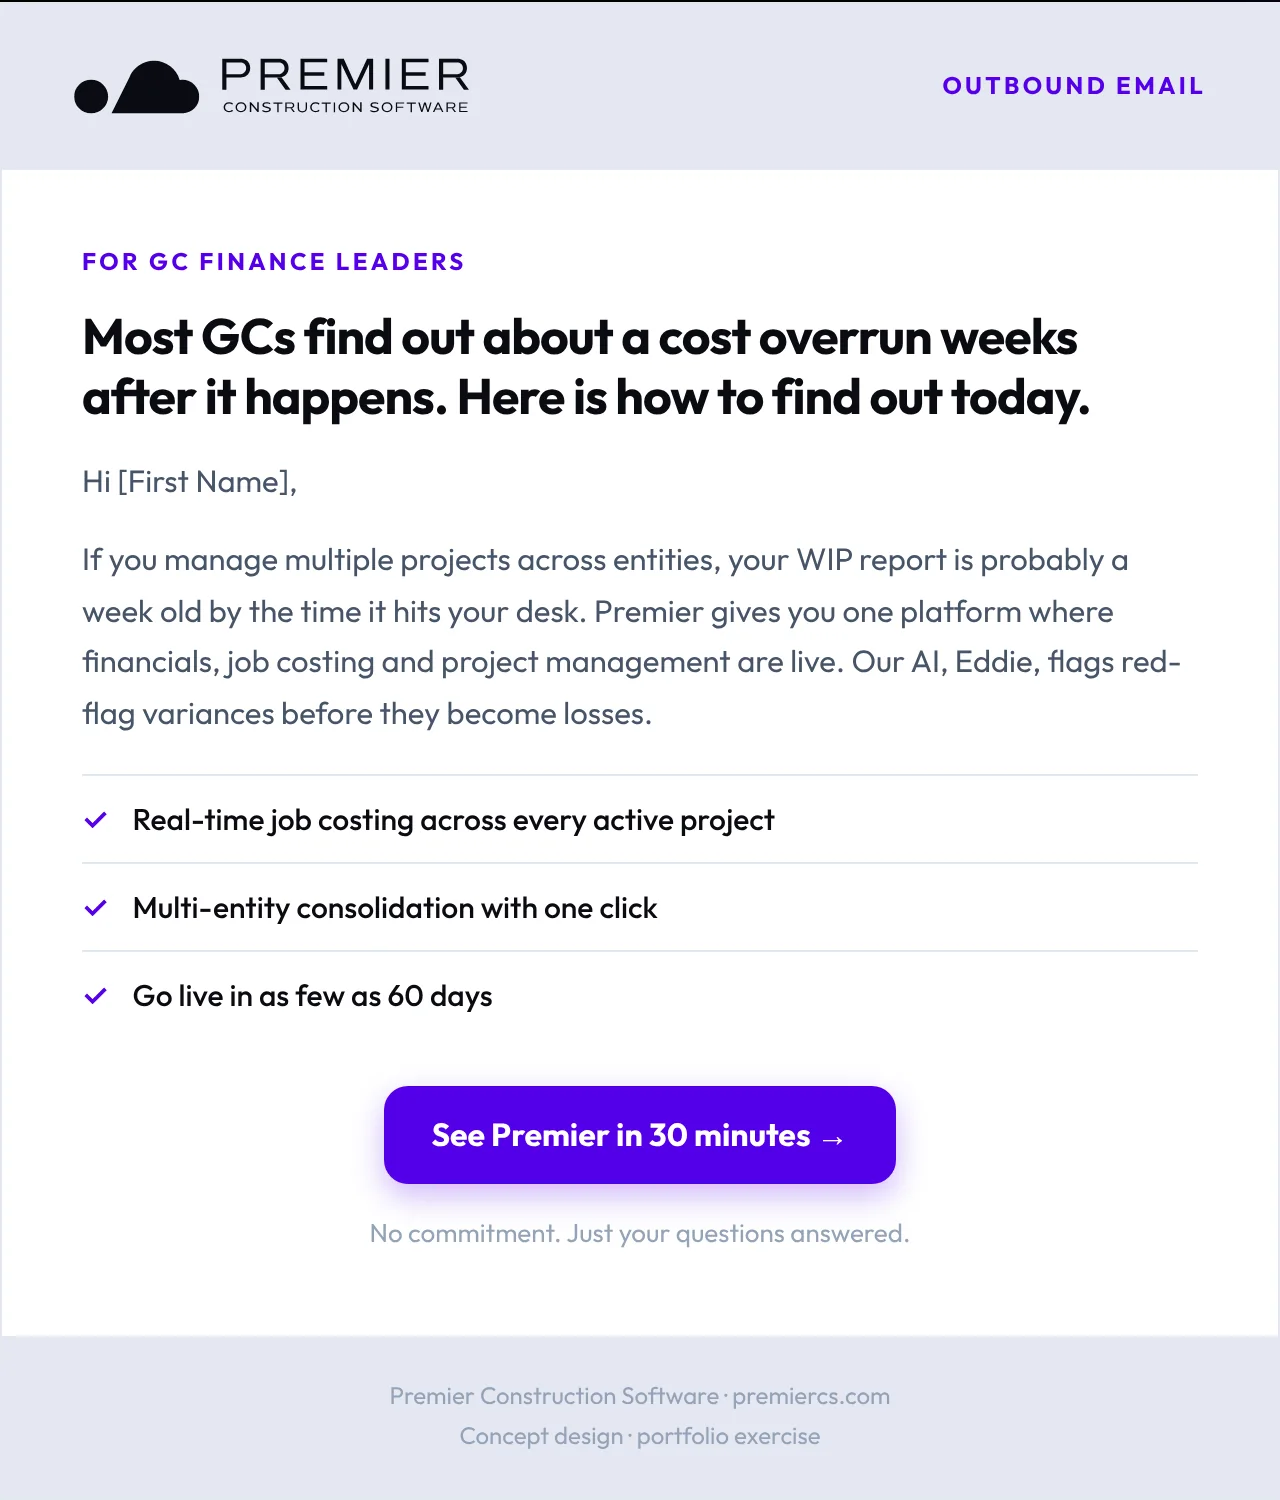 PREMIER
CONSTRUCTION SOFTWARE
OUTBOUND EMAIL
FOR GC FINANCE LEADERS
Most GCs find out about a cost overrun weeks
after it happens. Here is how to find out today.
Hi [First Name],
If you manage multiple projects across entities, your WIP report is probably a
week old by the time it hits your desk. Premier gives you one platform where
financials, job costing and project management are live. Our AI, Eddie, flags red-
flag variances before they become losses.
✓ Real-time job costing across every active project
✓ Multi-entity consolidation with one click
✓ Go live in as few as 60 days
See Premier in 30 minutes →
No commitment. Just your questions answered.
Premier Construction Software · premiercs.com
Concept design · portfolio exercise